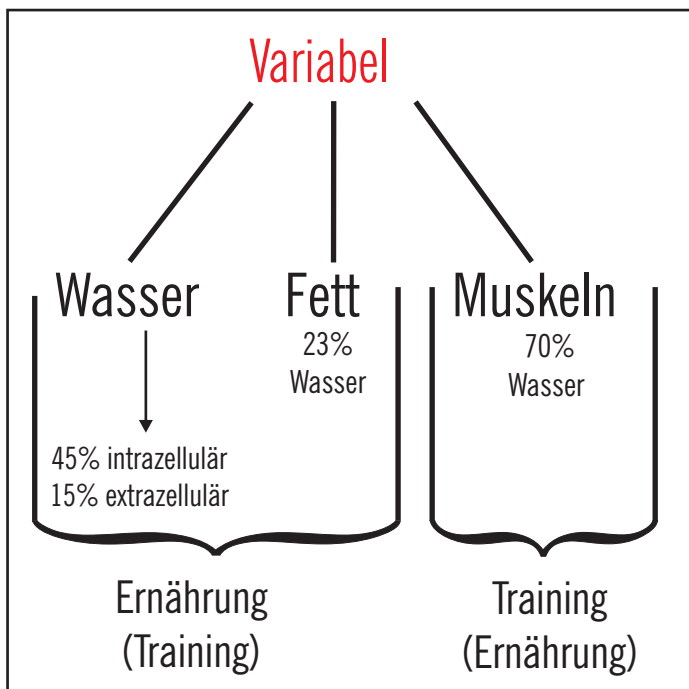 Variabel
Wasser
45% intrazellulär
15% extrazellulär
Fett
23%
Wasser
Muskeln
70%
Wasser
Ernährung
(Training)
Training
(Ernährung)